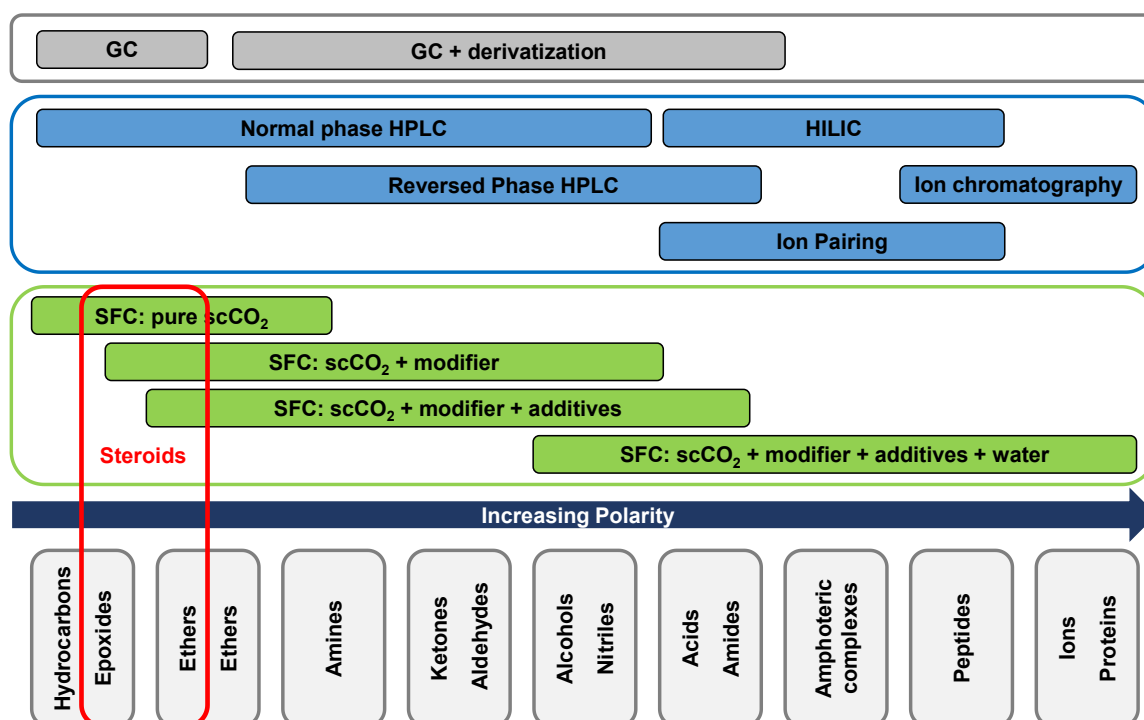 GC
GC + derivatization
Normal phase HPLC
HILIC
Reversed Phase HPLC
Ion chromatography
Ion Pairing
SFC: pure scCO₂
SFC: scCO₂ + modifier
SFC: scCO₂ + modifier + additives
Steroids
SFC: scCO₂ + modifier + additives + water
Increasing Polarity
Hydrocarbons
Epoxides
Ethers
Ethers
Amines
Ketones
Aldehydes
Alcohols
Nitriles
Acids
Amides
Amphoteric
complexes
Peptides
Ions
Proteins